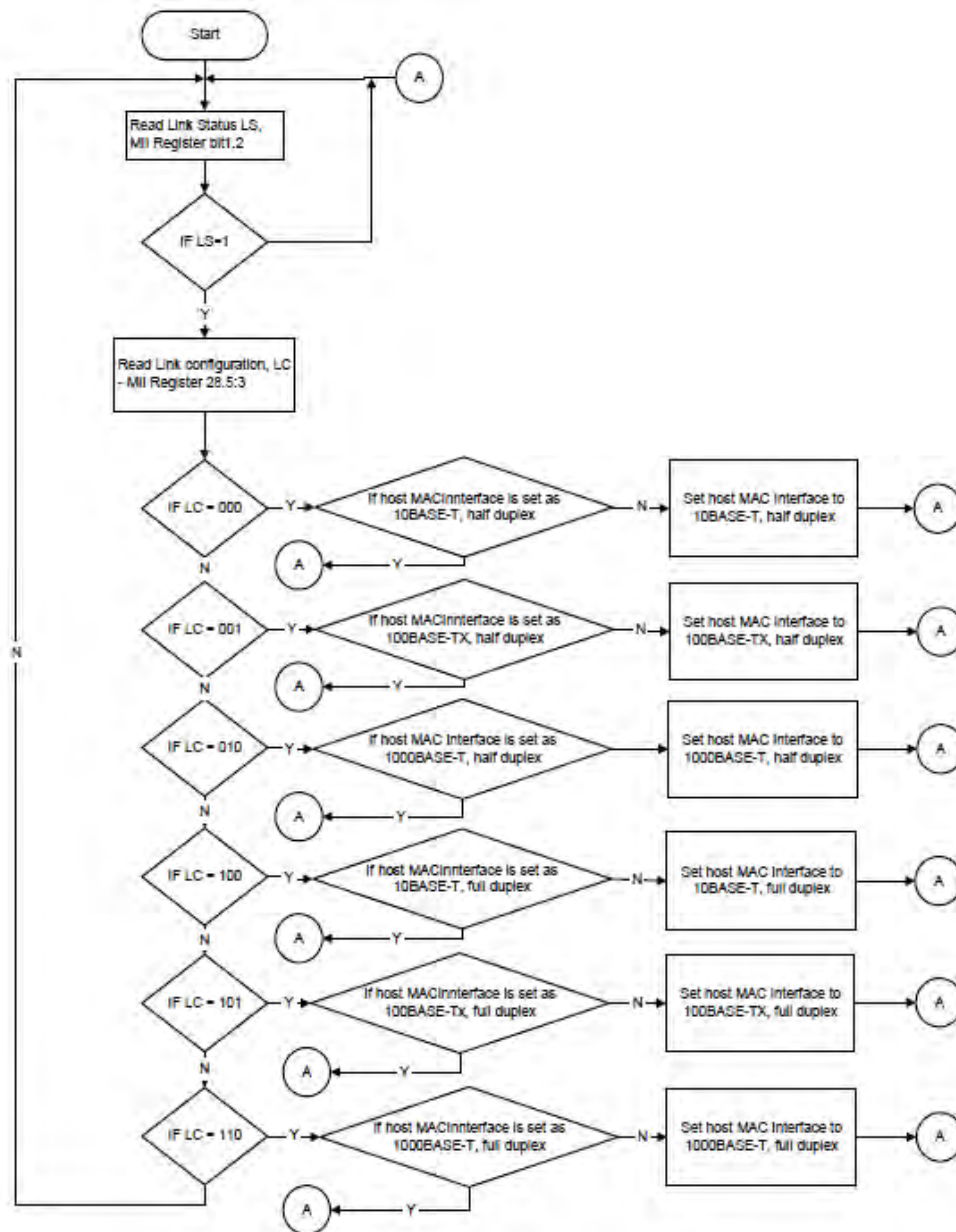 Start
A
Read Link Status LS,
MII Register bit1.2
IF LS=1
Y
Read Link configuration, LC
- MII Register 28.5:3
IF LC = 000
Y
If host MACInnterface is set as
10BASE-T, half duplex
N
Set host MAC Interface to
10BASE-T, half duplex
A
A
Y
N
IF LC = 001
Y
If host MACInnterface is set as
100BASE-TX, half duplex
N
Set host MAC Interface to
100BASE-TX, half duplex
A
N
A
Y
N
IF LC = 010
Y
If host MAC Interface is set as
1000BASE-T, half duplex
Set host MAC Interface to
1000BASE-T, half duplex
A
A
Y
N
IF LC = 100
Y
If host MACInnterface is set as
10BASE-T, full duplex
N
Set host MAC Interface to
10BASE-T, full duplex
A
A
Y
N
IF LC = 101
Y
If host MACInnterface is set as
100BASE-Tx, full duplex
N
Set host MAC Interface to
100BASE-TX, full duplex
A
A
Y
N
IF LC = 110
Y
If host MACInnterface is set as
1000BASE-T, full duplex
N
Set host MAC Interface to
1000BASE-T, full duplex
A
A
Y